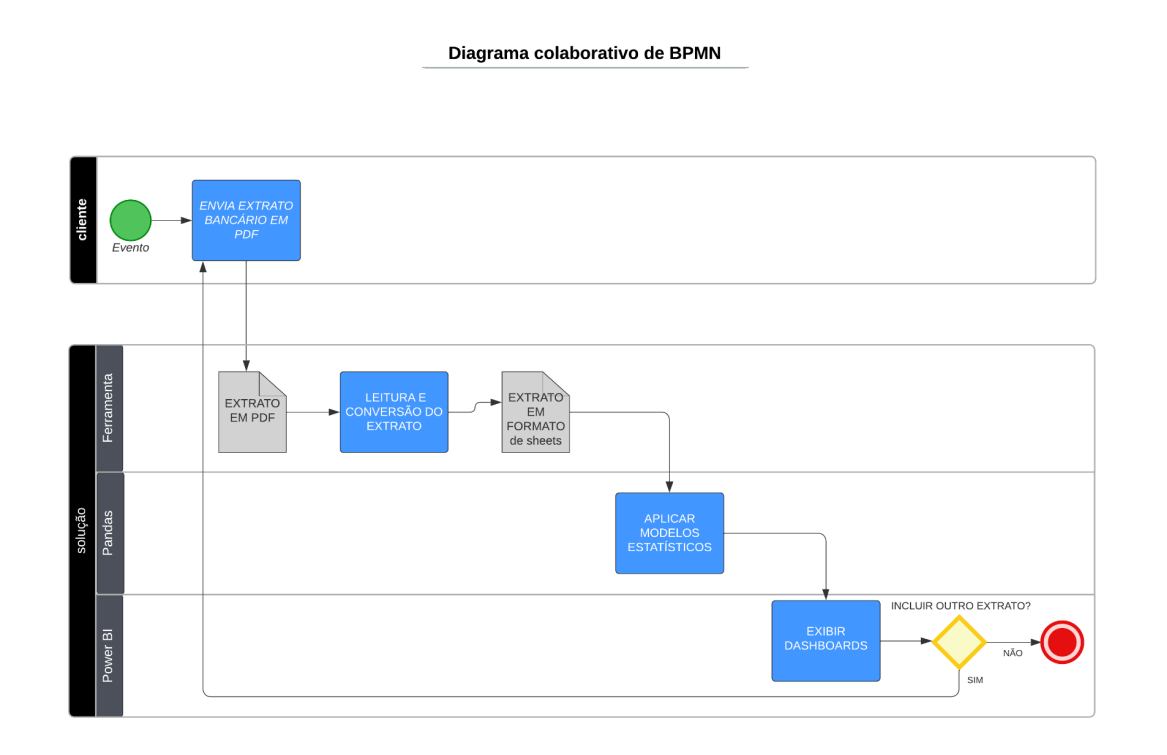 Diagrama colaborativo de BPMN
cliente
Evento
ENVIA EXTRATO
BANCÁRIO EM
PDF
solução
Ferramenta
EXTRATO
EM PDF
LEITURA E
CONVERSÃO DO
EXTRATO
EXTRATO
EM
FORMATO
de sheets
Pandas
APLICAR
MODELOS
ESTATÍSTICOS
Power BI
EXIBIR
DASHBOARDS
INCLUIR OUTRO EXTRATO?
NÃO
SIM